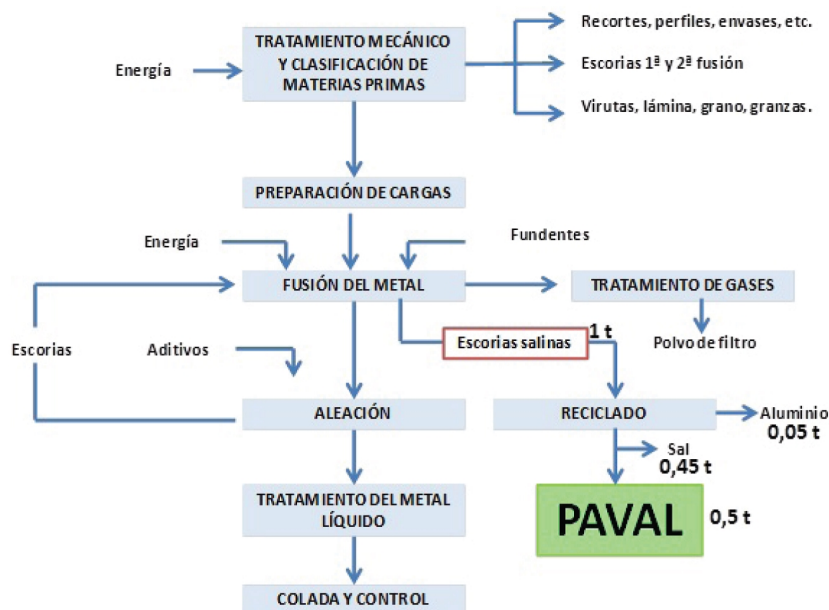 TRATAMIENTO MECÁNICO
Y CLASIFICACIÓN DE
MATERIAS PRIMAS
Energía
Recortes, perfiles, envases, etc.
Escorias 1ª y 2ª fusión
Virutas, lámina, grano, granzas.
PREPARACIÓN DE CARGAS
Energía
Fundentes
FUSIÓN DEL METAL
TRATAMIENTO DE GASES
Escorias
Aditivos
Escorias salinas
1 t
Polvo de filtro
ALEACIÓN
RECICLADO
Aluminio
0,05 t
Sal
0,45 t
TRATAMIENTO DEL METAL
LÍQUIDO
PAVAL
0,5 t
COLADA Y CONTROL